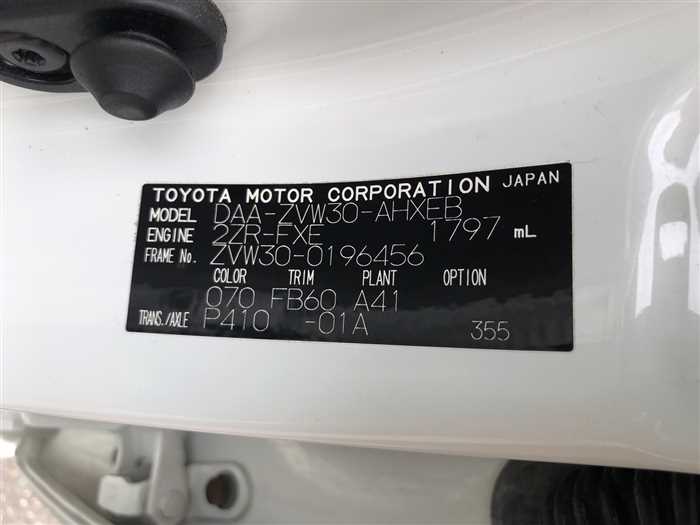 TOYOTA MOTOR CORPORATION JAPAN
MODEL DAA-ZVW30-AHXEB
ENGINE 2ZR-FXE 1797 mL
FRAME No. ZVW30-0196456
COLOR TRIM PLANT OPTION
070 FB60 A41
TRANS./AXLE P410 -01A 355